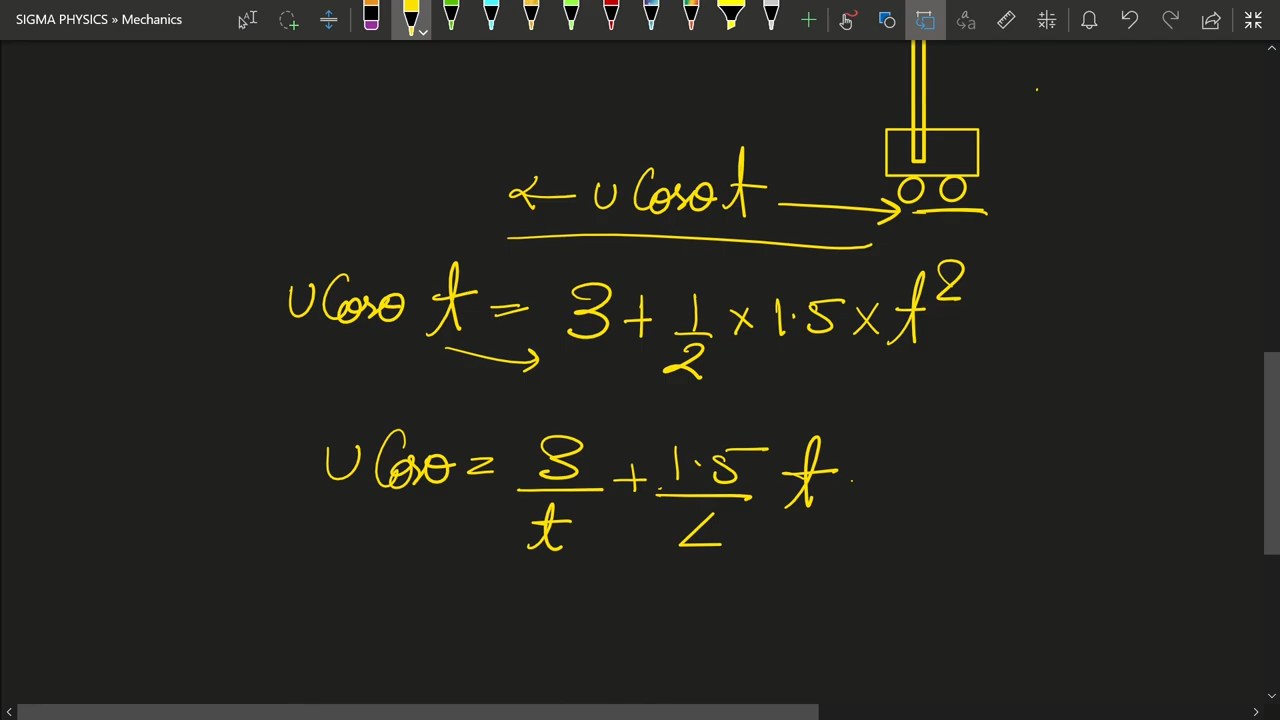 SIGMA PHYSICS » Mechanics
← u Cosθ t →
u Cosθ t = 3 + 1/2 × 1.5 × t²
u Cosθ = 3/t + 1.5/2 t